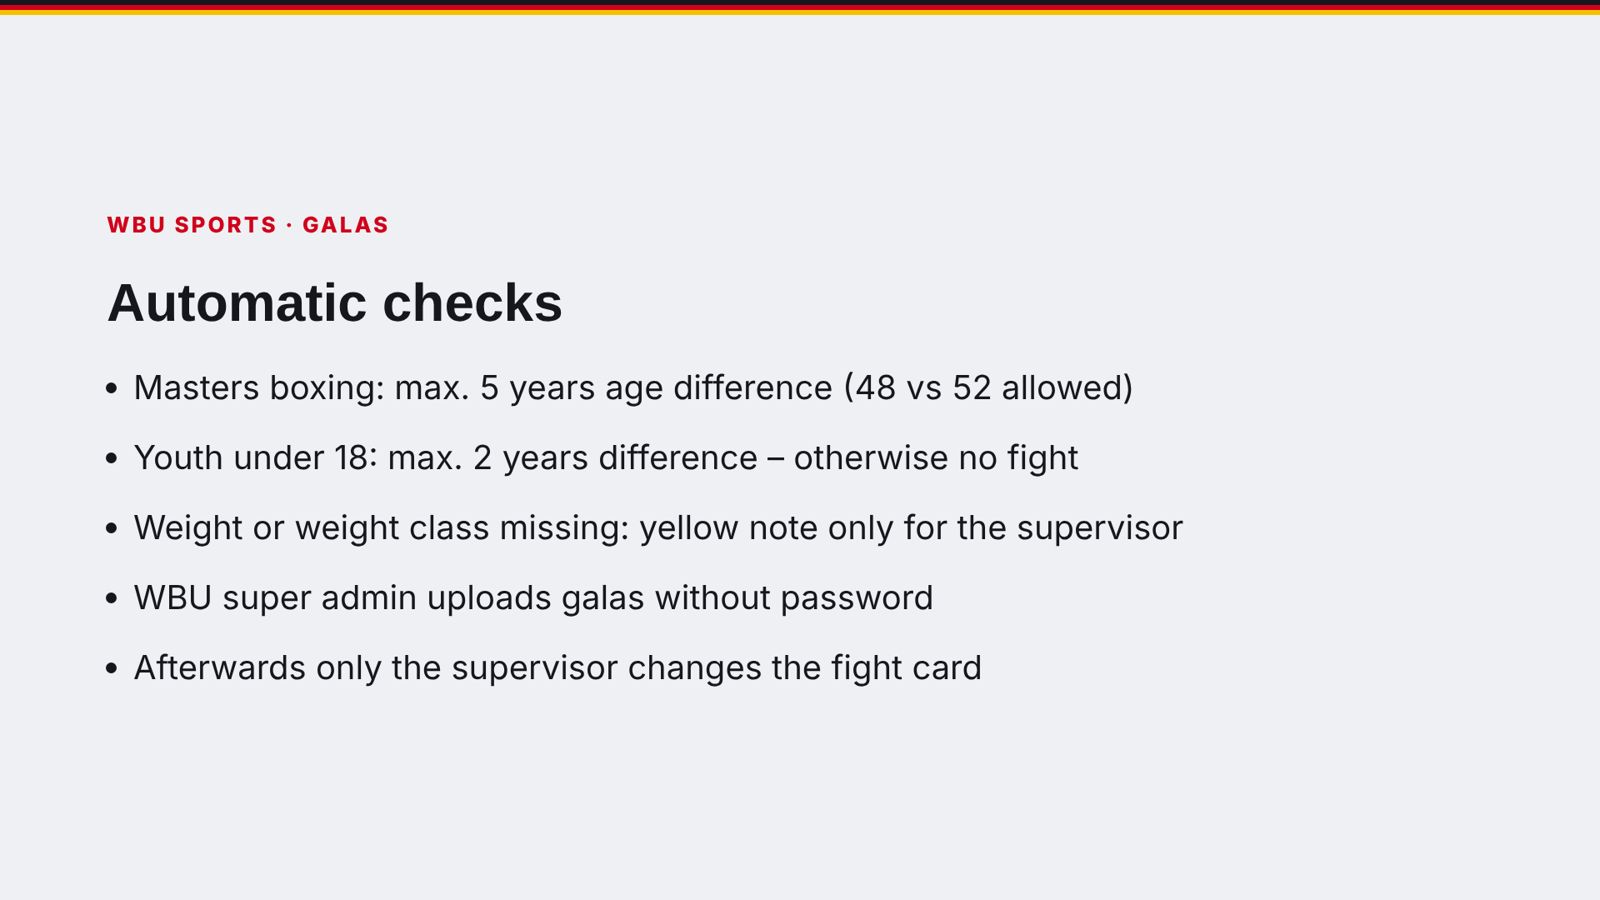 WBU SPORTS · GALAS
Automatic checks
• Masters boxing: max. 5 years age difference (48 vs 52 allowed)
• Youth under 18: max. 2 years difference – otherwise no fight
• Weight or weight class missing: yellow note only for the supervisor
• WBU super admin uploads galas without password
• Afterwards only the supervisor changes the fight card